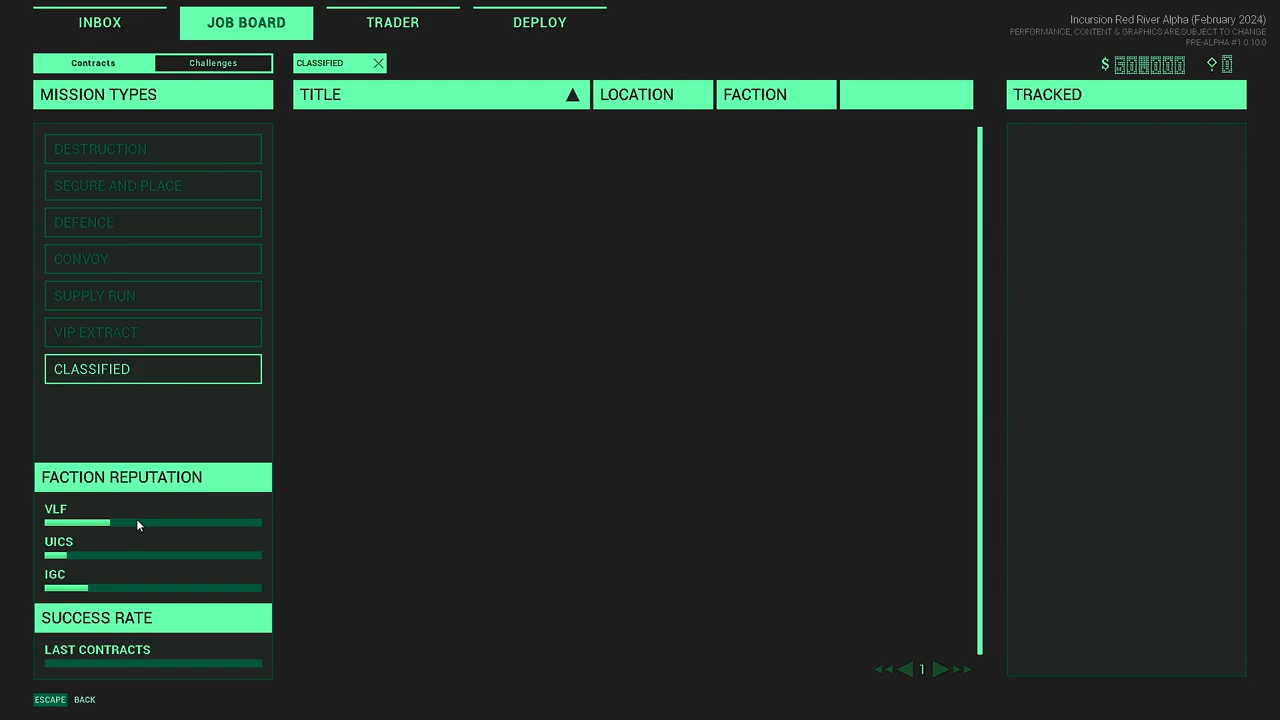 INBOX
JOB BOARD
TRADER
DEPLOY
Incursion Red River Alpha (February 2024)
PERFORMANCE, CONTENT & GRAPHICS ARE SUBJECT TO CHANGE
PRE-ALPHA #1.0.10.0
Contracts
Challenges
CLASSIFIED
$
MISSION TYPES
TITLE
LOCATION
FACTION
TRACKED
DESTRUCTION
SECURE AND PLACE
DEFENCE
CONVOY
SUPPLY RUN
VIP EXTRACT
CLASSIFIED
FACTION REPUTATION
VLF
UICS
IGC
SUCCESS RATE
LAST CONTRACTS
1
ESCAPE BACK